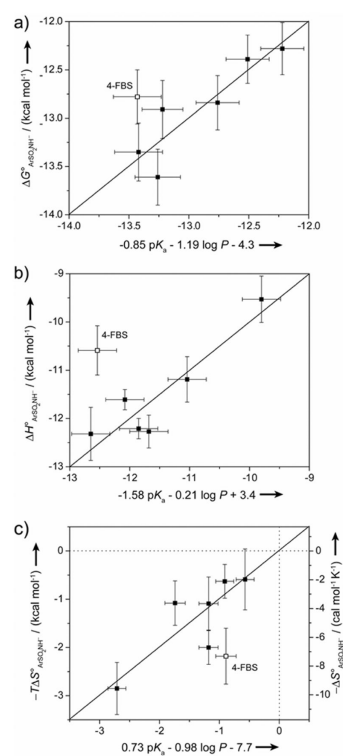 a)
-12.0
-12.5
-13.0
-13.5
-14.0
ΔG°ArSO2NH− / (kcal mol-1)
4-FBS
-14.0 -13.5 -13.0 -12.5 -12.0
-0.85 pKa - 1.19 log P - 4.3
b)
-9
-10
-11
-12
-13
ΔH°ArSO2NH− / (kcal mol-1)
4-FBS
-13 -12 -11 -10 -9
-1.58 pKa - 0.21 log P + 3.4
c)
0
-1
-2
-3
−TΔS°ArSO2NH− / (kcal mol-1)
0
-2
-4
-6
-8
-10
−ΔS°ArSO2NH− / (cal mol-1 K-1)
4-FBS
-3 -2 -1 0
0.73 pKa - 0.98 log P - 7.7